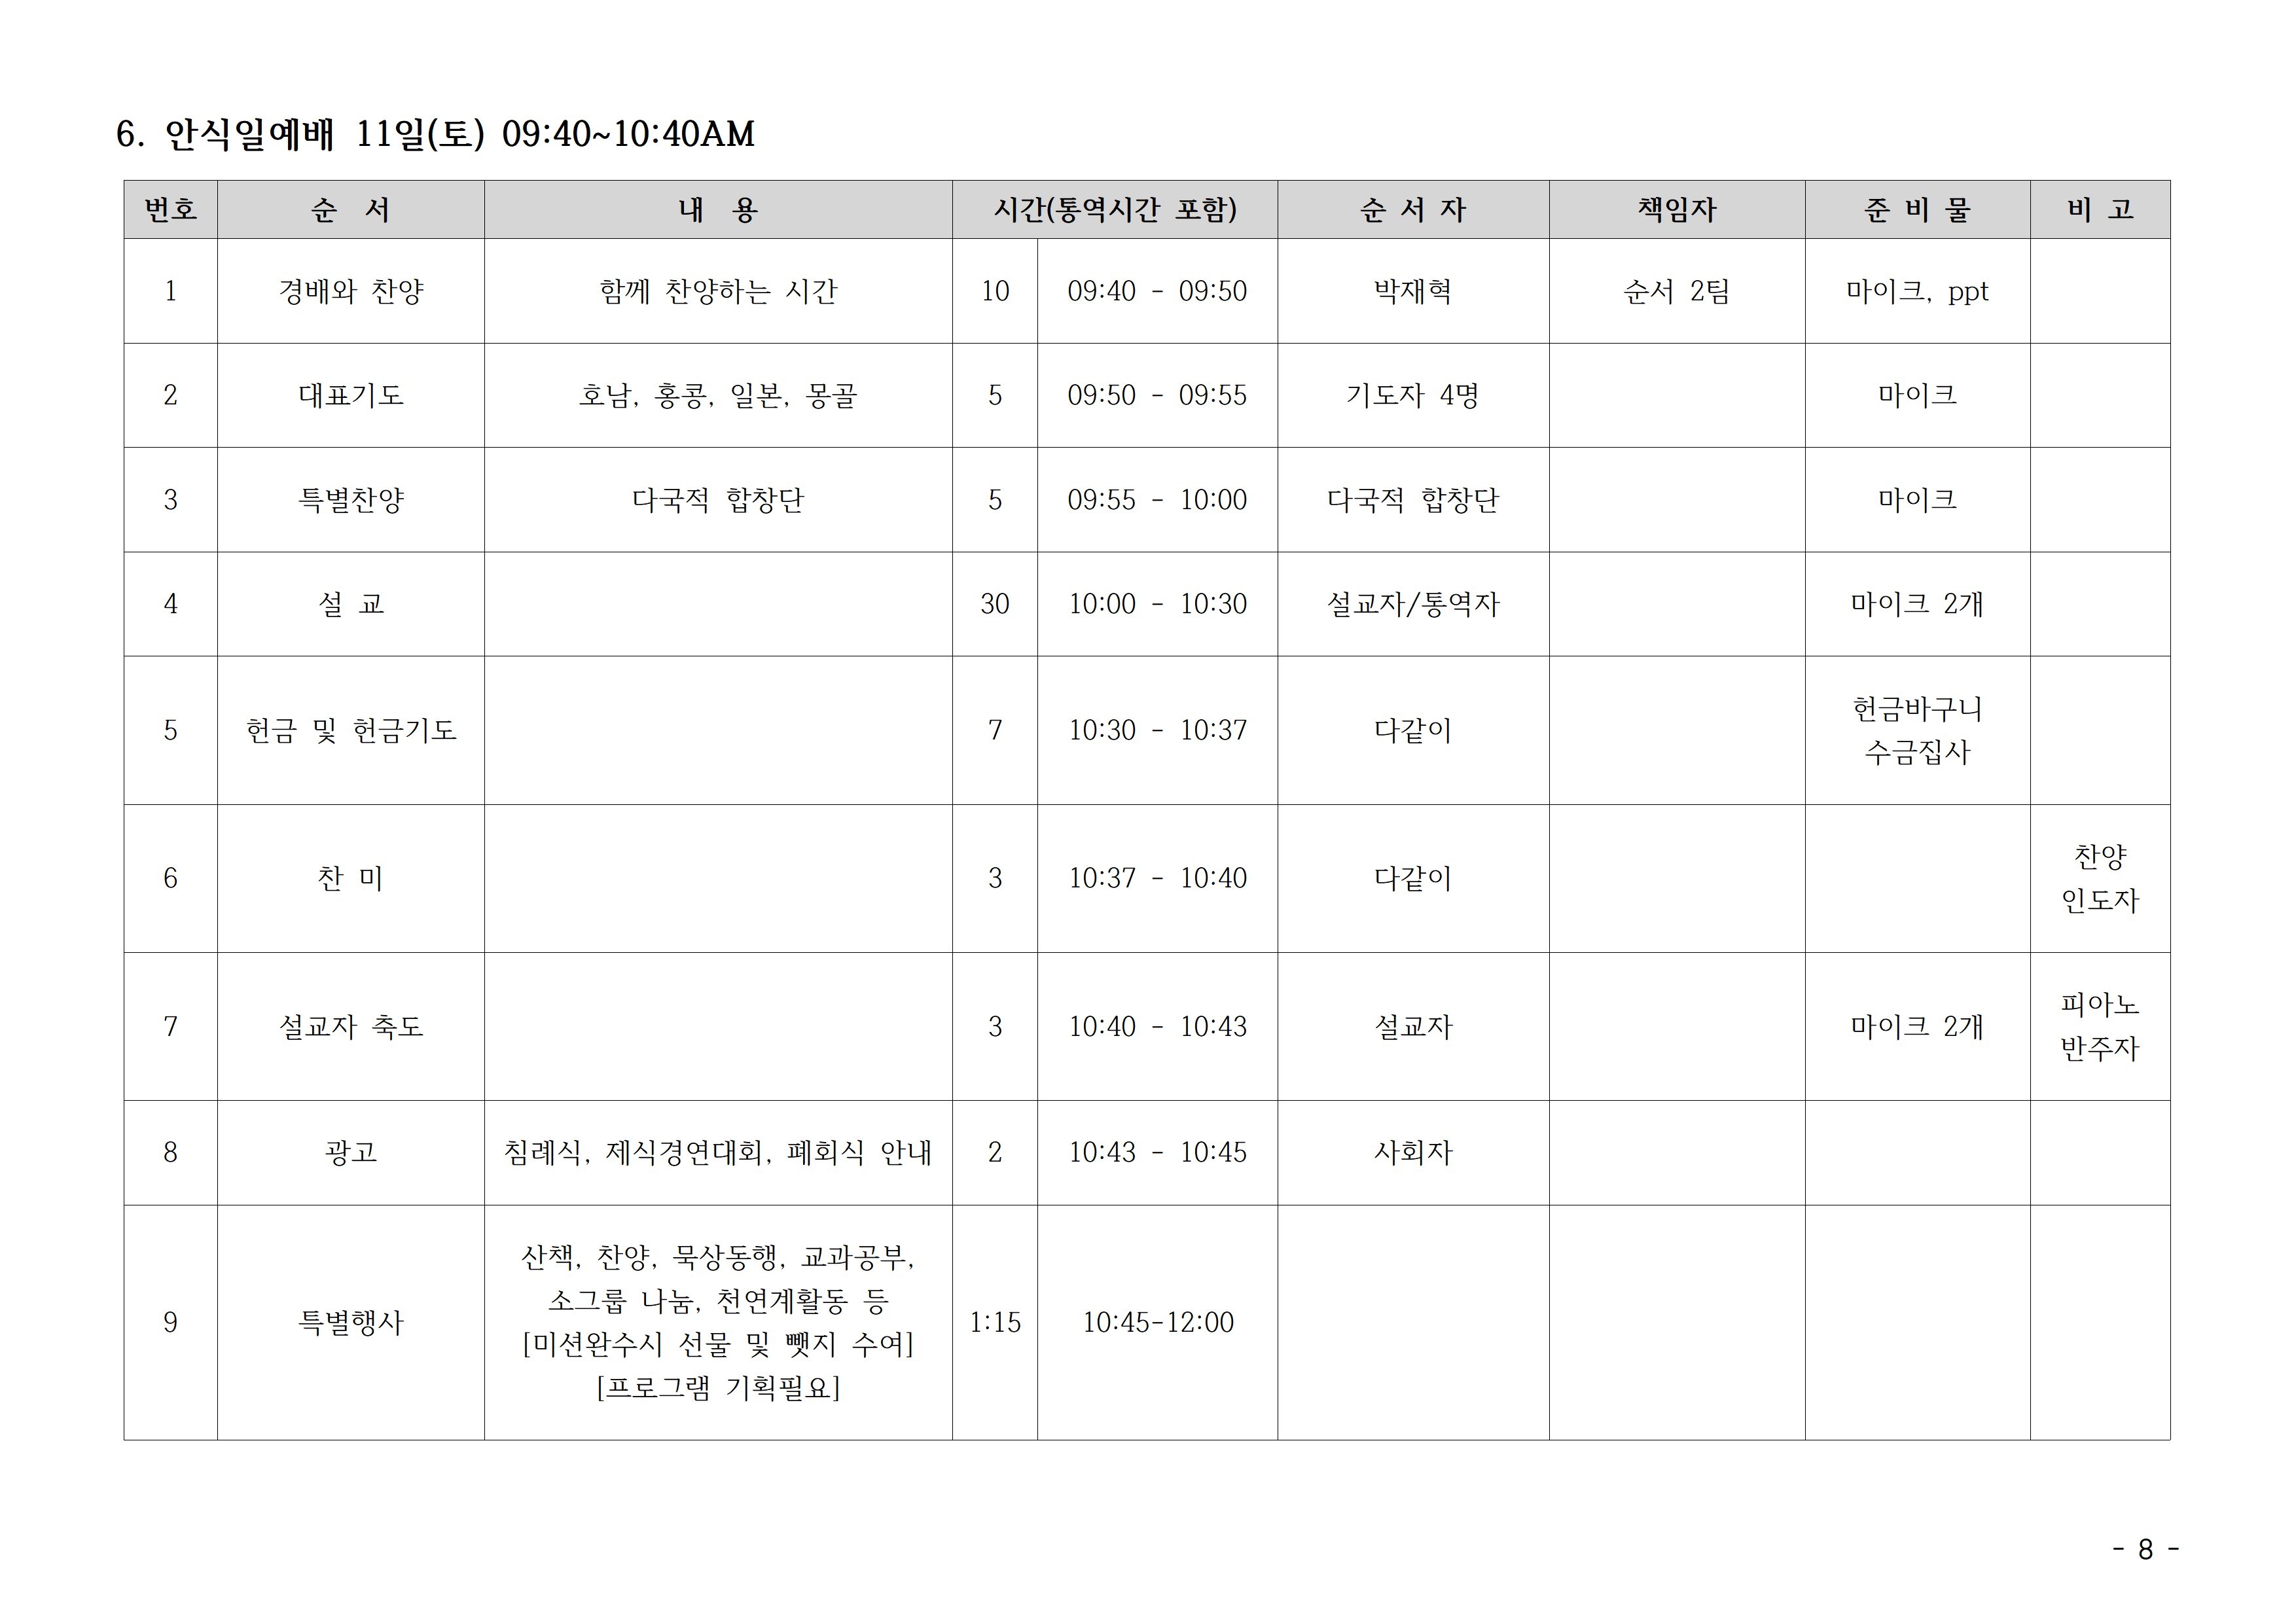 6. 안식일예배 11일(토) 09:40~10:40AM
번호 순 서 내 용 시간(통역시간 포함) 순 서 자 책임자 준 비 물 비 고
1 경배와 찬양 함께 찬양하는 시간 10 09:40 - 09:50 박재혁 순서 2팀 마이크, ppt
2 대표기도 호남, 홍콩, 일본, 몽골 5 09:50 - 09:55 기도자 4명 마이크
3 특별찬양 다국적 합창단 5 09:55 - 10:00 다국적 합창단 마이크
4 설 교 30 10:00 - 10:30 설교자/통역자 마이크 2개
5 헌금 및 헌금기도 7 10:30 - 10:37 다같이 헌금바구니
수금집사
6 찬 미 3 10:37 - 10:40 다같이 찬양
인도자
7 설교자 축도 3 10:40 - 10:43 설교자 마이크 2개 피아노
반주자
8 광고 침례식, 제식경연대회, 폐회식 안내 2 10:43 - 10:45 사회자
9 특별행사 산책, 찬양, 묵상동행, 교과공부,
소그룹 나눔, 천연계활동 등
[미션완수시 선물 및 뺏지 수여]
[프로그램 기획필요] 1:15 10:45-12:00
- 8 -